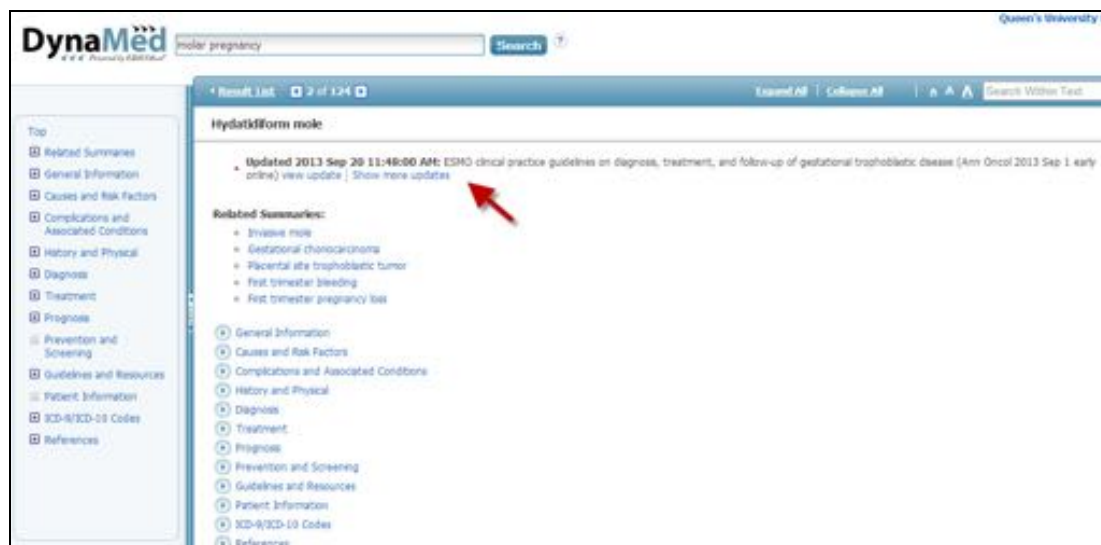 Queen's University
DynaMed
Powered by EBSCOhost
molar pregnancy
Search
?
Result List
2 of 124
Expand All | Collapse All
A A A
Search Within Text
Top
Related Summaries
General Information
Causes and Risk Factors
Complications and
Associated Conditions
History and Physical
Diagnosis
Treatment
Prognosis
Prevention and
Screening
Guidelines and Resources
Patient Information
ICD-9/ICD-10 Codes
References
Hydatidiform mole
Updated 2013 Sep 20 11:48:00 AM: ESMO clinical practice guidelines on diagnosis, treatment, and follow-up of gestational trophoblastic disease (Ann Oncol 2013 Sep 1 early
online) view update | Show more updates
Related Summaries:
Invasive mole
Gestational choriocarcinoma
Placental site trophoblastic tumor
First trimester bleeding
First trimester pregnancy loss
General Information
Causes and Risk Factors
Complications and Associated Conditions
History and Physical
Diagnosis
Treatment
Prognosis
Prevention and Screening
Guidelines and Resources
Patient Information
ICD-9/ICD-10 Codes
References